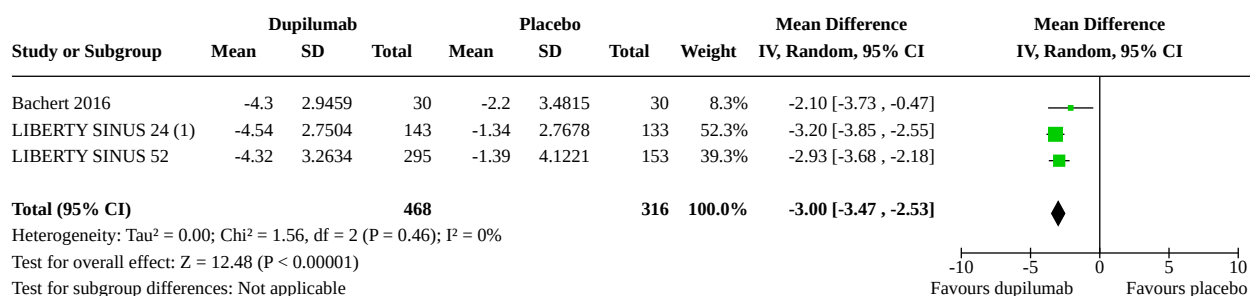 Dupilumab Placebo Mean Difference Mean Difference
Study or Subgroup Mean SD Total Mean SD Total Weight IV, Random, 95% CI IV, Random, 95% CI
Bachert 2016 -4.3 2.9459 30 -2.2 3.4815 30 8.3% -2.10 [-3.73 , -0.47]
LIBERTY SINUS 24 (1) -4.54 2.7504 143 -1.34 2.7678 133 52.3% -3.20 [-3.85 , -2.55]
LIBERTY SINUS 52 -4.32 3.2634 295 -1.39 4.1221 153 39.3% -2.93 [-3.68 , -2.18]
Total (95% CI) 468 316 100.0% -3.00 [-3.47 , -2.53]
Heterogeneity: Tau² = 0.00; Chi² = 1.56, df = 2 (P = 0.46); I² = 0%
Test for overall effect: Z = 12.48 (P < 0.00001)
-10 -5 0 5 10
Test for subgroup differences: Not applicable Favours dupilumab Favours placebo